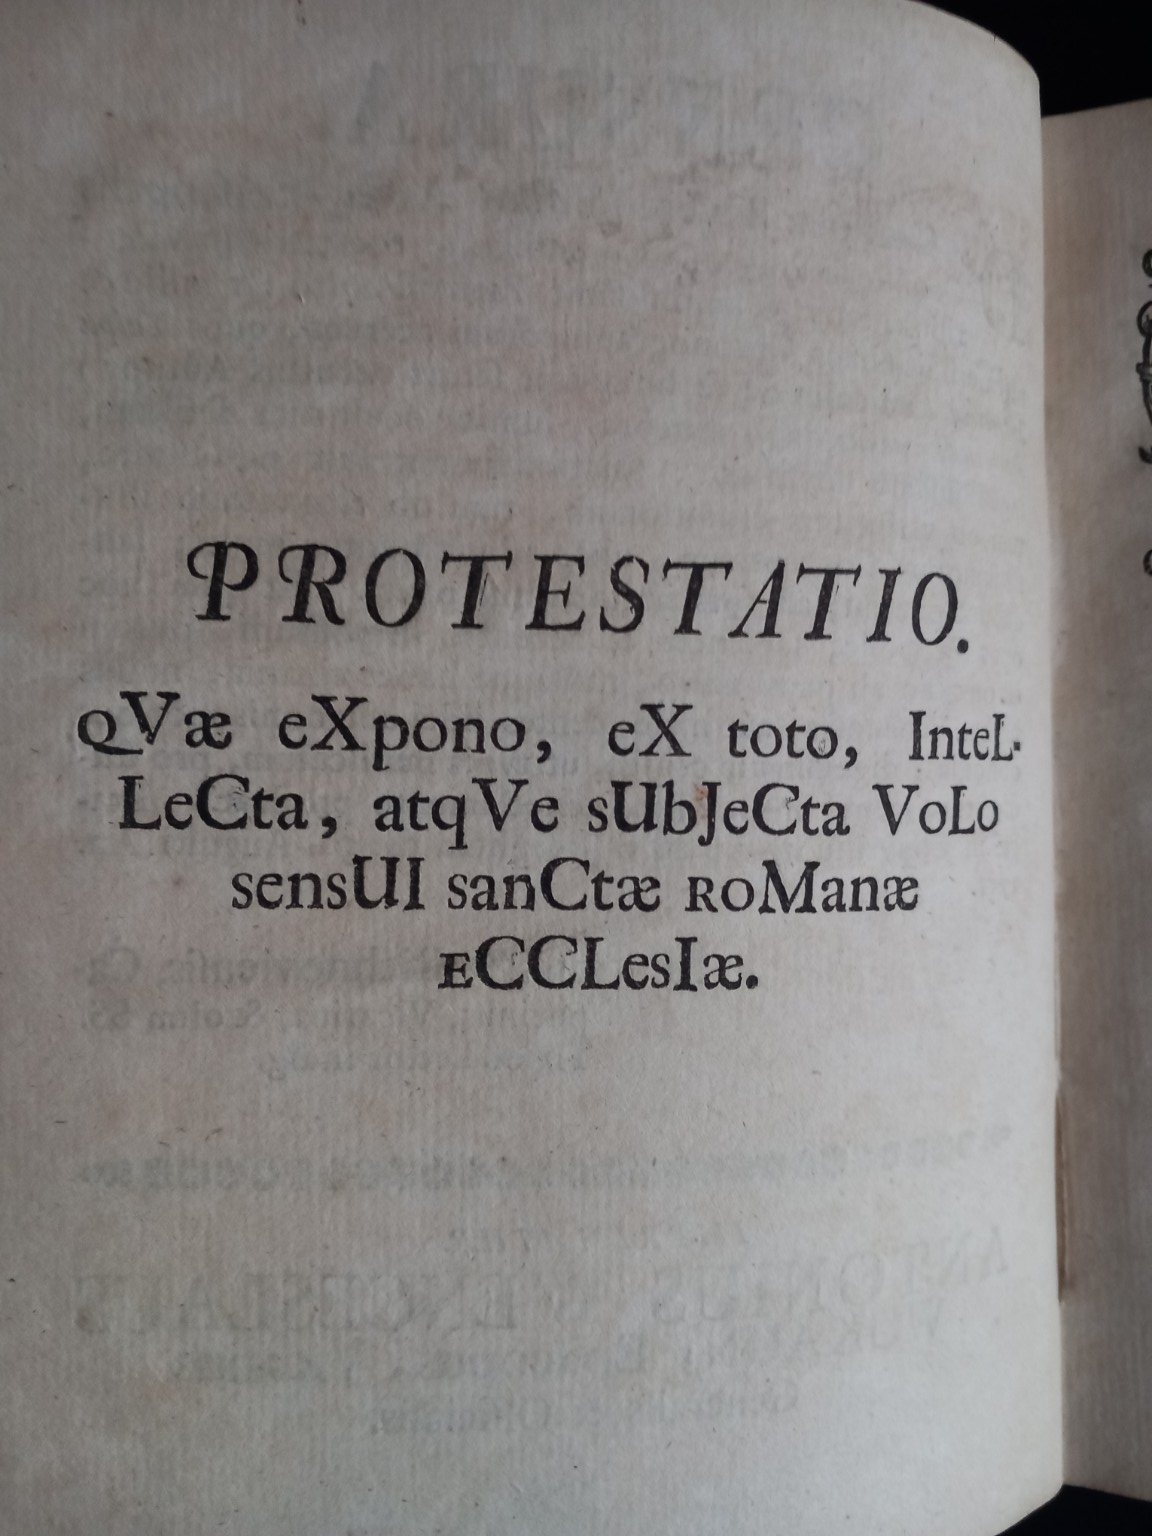 PROTESTATIO.
QVæ eXpono, eX toto, InteL-
LeCta, atqVe sUbJeCta VoLo
sensUI sanCtæ ROManæ
ECCLesIæ.